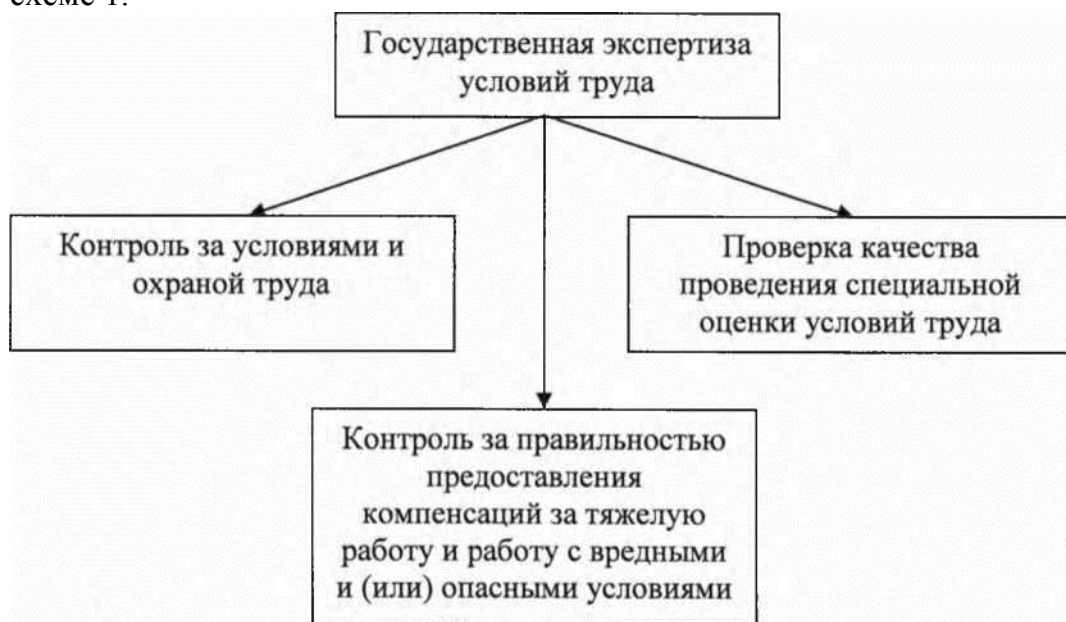 схеме 1.
Государственная экспертиза
условий труда
Контроль за условиями и
охраной труда
Проверка качества
проведения специальной
оценки условий труда
Контроль за правильностью
предоставления
компенсаций за тяжелую
работу и работу с вредными
и (или) опасными условиями